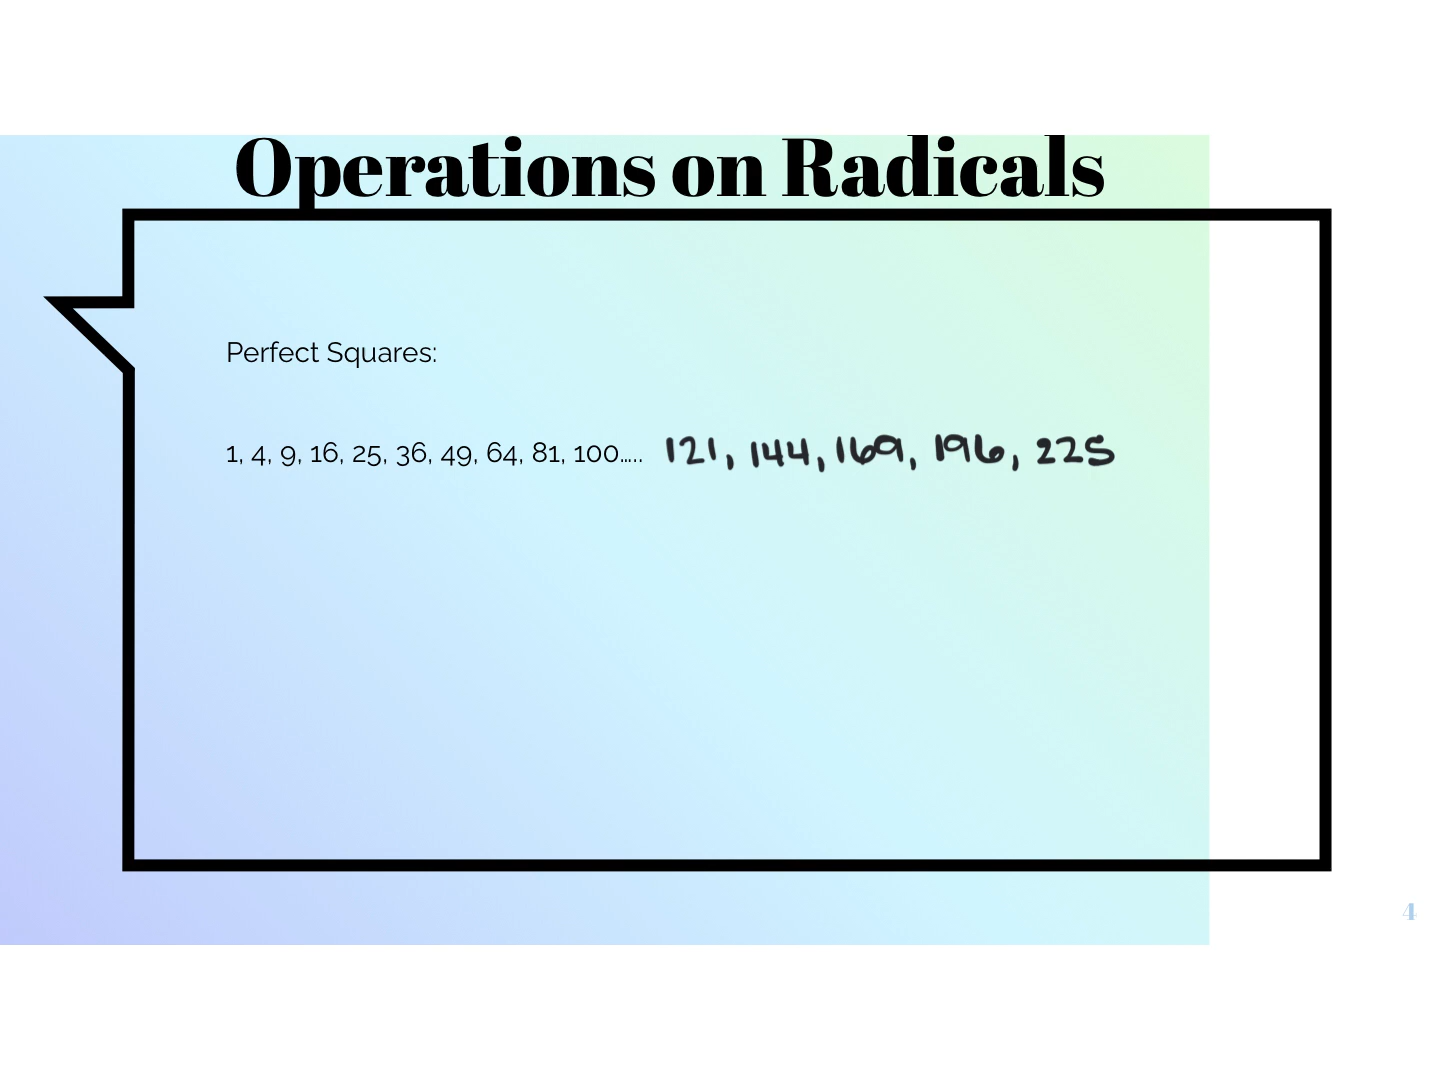 Operations on Radicals
Perfect Squares:
1, 4, 9, 16, 25, 36, 49, 64, 81, 100..... 121, 144, 169, 196, 225
4